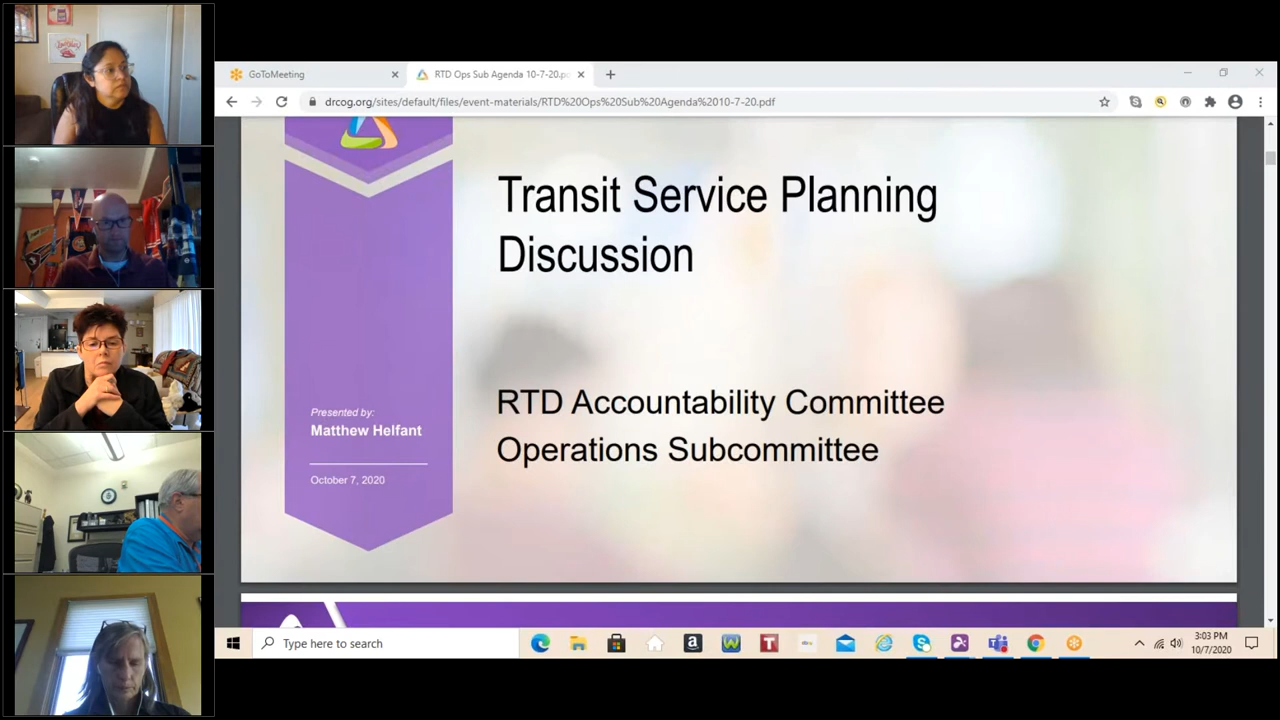 GoToMeeting
RTD Ops Sub Agenda 10-7-20.p
drcog.org/sites/default/files/event-materials/RTD%20Ops%20Sub%20Agenda%2010-7-20.pdf
Transit Service Planning
Discussion
RTD Accountability Committee
Operations Subcommittee
Presented by:
Matthew Helfant
October 7, 2020
Type here to search
3:03 PM
10/7/2020